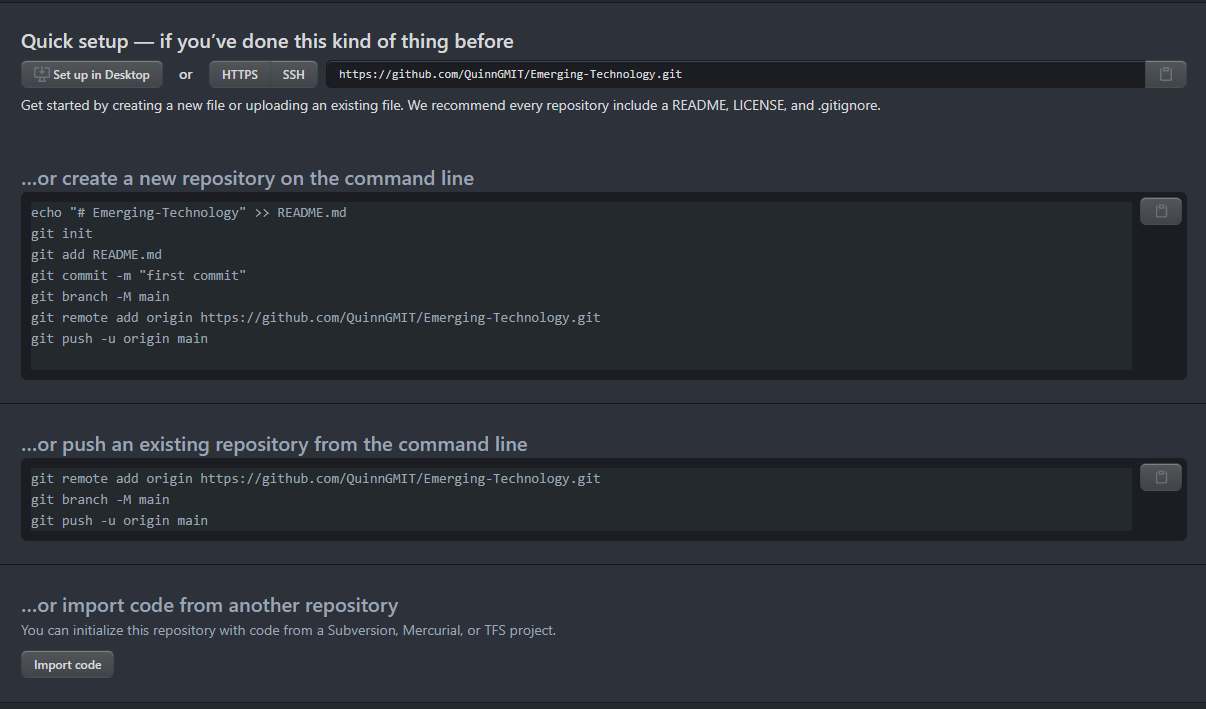 Quick setup — if you’ve done this kind of thing before
Set up in Desktop or HTTPS SSH https://github.com/QuinnGMIT/Emerging-Technology.git
Get started by creating a new file or uploading an existing file. We recommend every repository include a README, LICENSE, and .gitignore.
…or create a new repository on the command line
echo "# Emerging-Technology" >> README.md
git init
git add README.md
git commit -m "first commit"
git branch -M main
git remote add origin https://github.com/QuinnGMIT/Emerging-Technology.git
git push -u origin main
…or push an existing repository from the command line
git remote add origin https://github.com/QuinnGMIT/Emerging-Technology.git
git branch -M main
git push -u origin main
…or import code from another repository
You can initialize this repository with code from a Subversion, Mercurial, or TFS project.
Import code